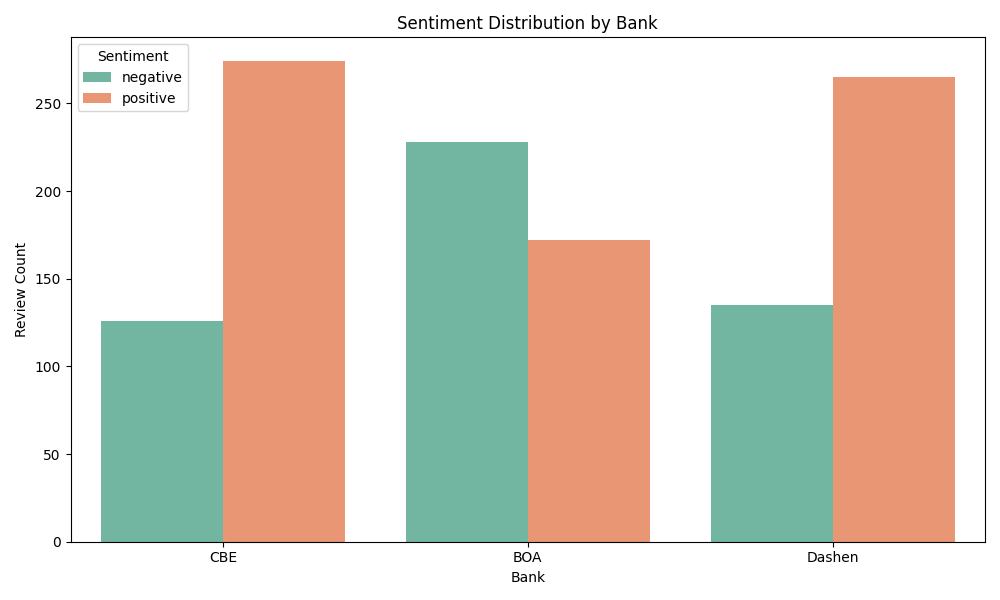 Sentiment Distribution by Bank
Sentiment
negative
positive
Review Count
250
200
150
100
50
0
CBE
BOA
Dashen
Bank